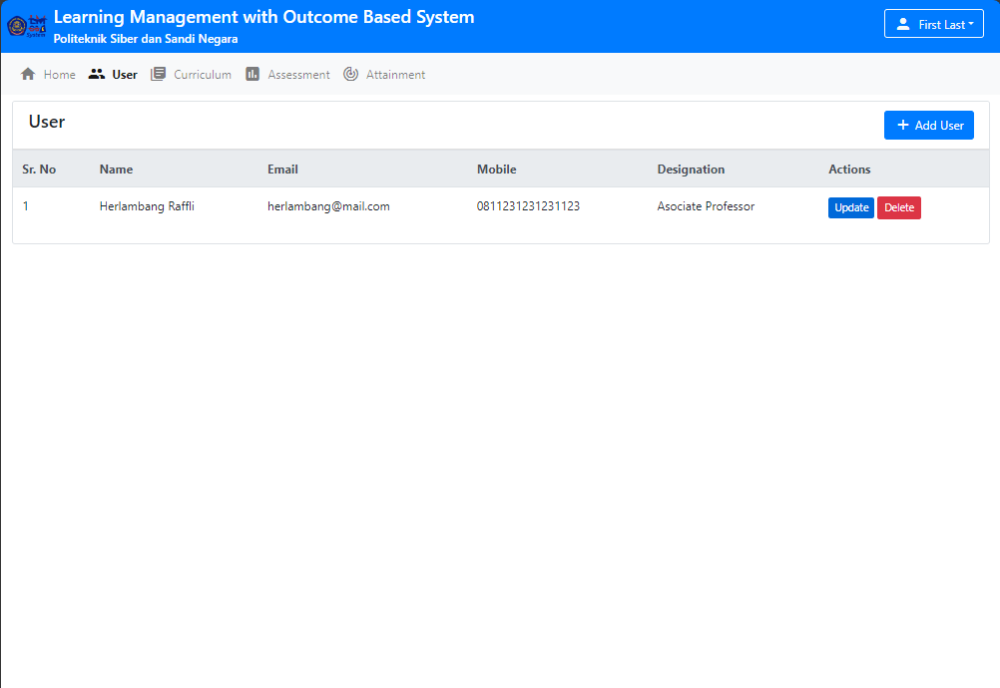 Learning Management with Outcome Based System
Politeknik Siber dan Sandi Negara
First Last
Home User Curriculum Assessment Attainment
User
Add User
Sr. No Name Email Mobile Designation Actions
1 Herlambang Raffli herlambang@mail.com 0811231231231123 Asociate Professor Update Delete